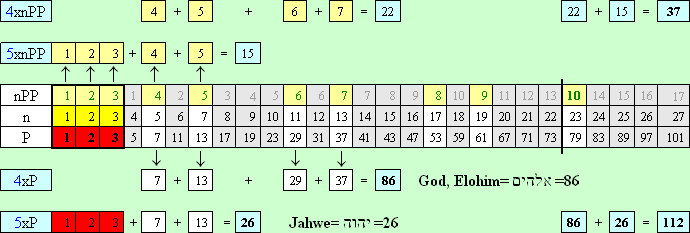 4xnPP 4 + 5 + 6 + 7 = 22 22 + 15 = 37
5xnPP 1 2 3 + 4 + 5 = 15
nPP 1 2 3 1 4 2 5 3 4 5 6 6 7 7 8 9 8 10 9 11 12 13 10 14 15 16 17
n 1 2 3 4 5 6 7 8 9 10 11 12 13 14 15 16 17 18 19 20 21 22 23 24 25 26 27
P 1 2 3 5 7 11 13 17 19 23 29 31 37 41 43 47 53 59 61 67 71 73 79 83 89 97 101
4xP 7 + 13 + 29 + 37 = 86 God, Elohim= אלהים =86
5xP 1 2 3 + 7 + 13 = 26 Jahwe= יהוה =26 86 + 26 = 112